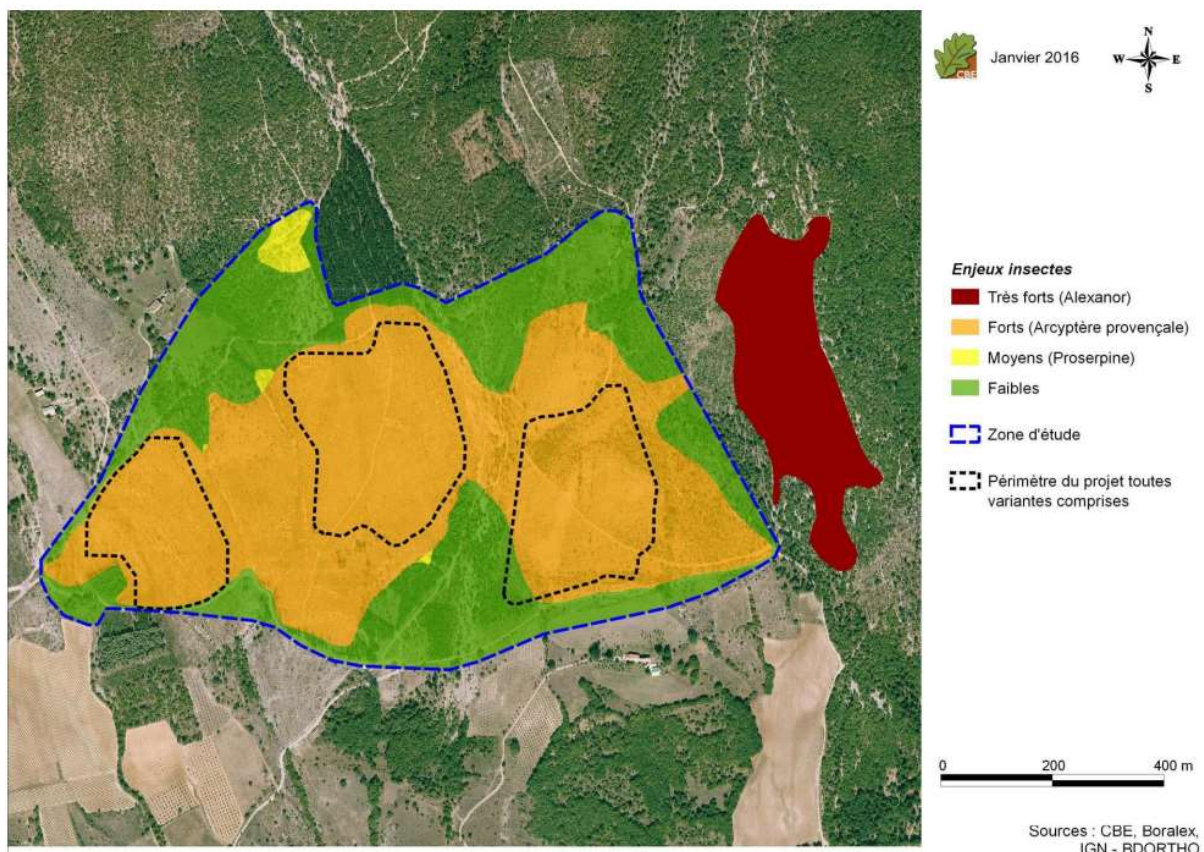 CBE
Janvier 2016
N
W E
S
Enjeux insectes
Très forts (Alexanor)
Forts (Arcyptère provençale)
Moyens (Proserpine)
Faibles
Zone d'étude
Périmètre du projet toutes
variantes comprises
0 200 400 m
Sources : CBE, Boralex,
IGN - BDORTHO